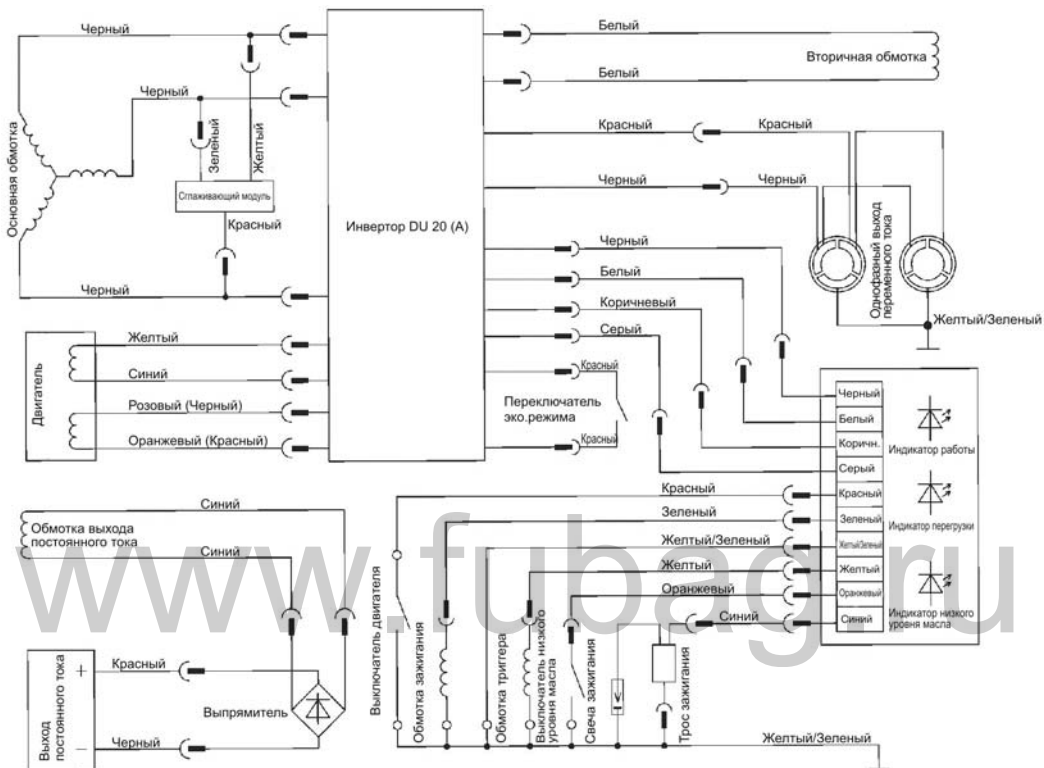 Черный
Белый
Вторичная обмотка
Белый
Черный
Зеленый
Желтый
Основная обмотка
Сглаживающий модуль
Красный
Черный
Инвертор DU 20 (A)
Красный
Красный
Черный
Черный
Однофазный выход
переменного тока
Желтый/Зеленый
Черный
Белый
Коричневый
Серый
Красный
Переключатель
эко.режима
Красный
Двигатель
Желтый
Синий
Розовый (Черный)
Оранжевый (Красный)
Черный
Белый
Коричн.
Серый
Красный
Зеленый
Желтый/Зеленый
Желтый
Оранжевый
Синий
Индикатор работы
Индикатор перегрузки
Индикатор низкого
уровня масла
Красный
Зеленый
Желтый/Зеленый
Желтый
Оранжевый
Синий
Синий
Обмотка выхода
постоянного тока
Синий
www.fubag.ru
Выключатель двигателя
Обмотка зажигания
Обмотка триггера
Выключатель низкого
уровня масла
Свеча зажигания
Трос зажигания
Выход
постоянного тока
+
−
Красный
Выпрямитель
Черный
Желтый/Зеленый